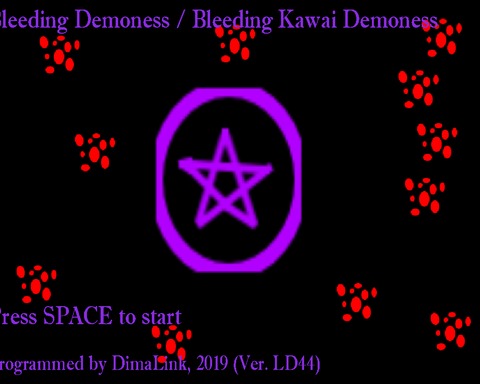 Bleeding Demoness / Bleeding Kawai Demoness
Press SPACE to start
Programmed by DimaLink, 2019 (Ver. LD44)